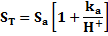 S_T = S_a [1 + k_a / H^+]